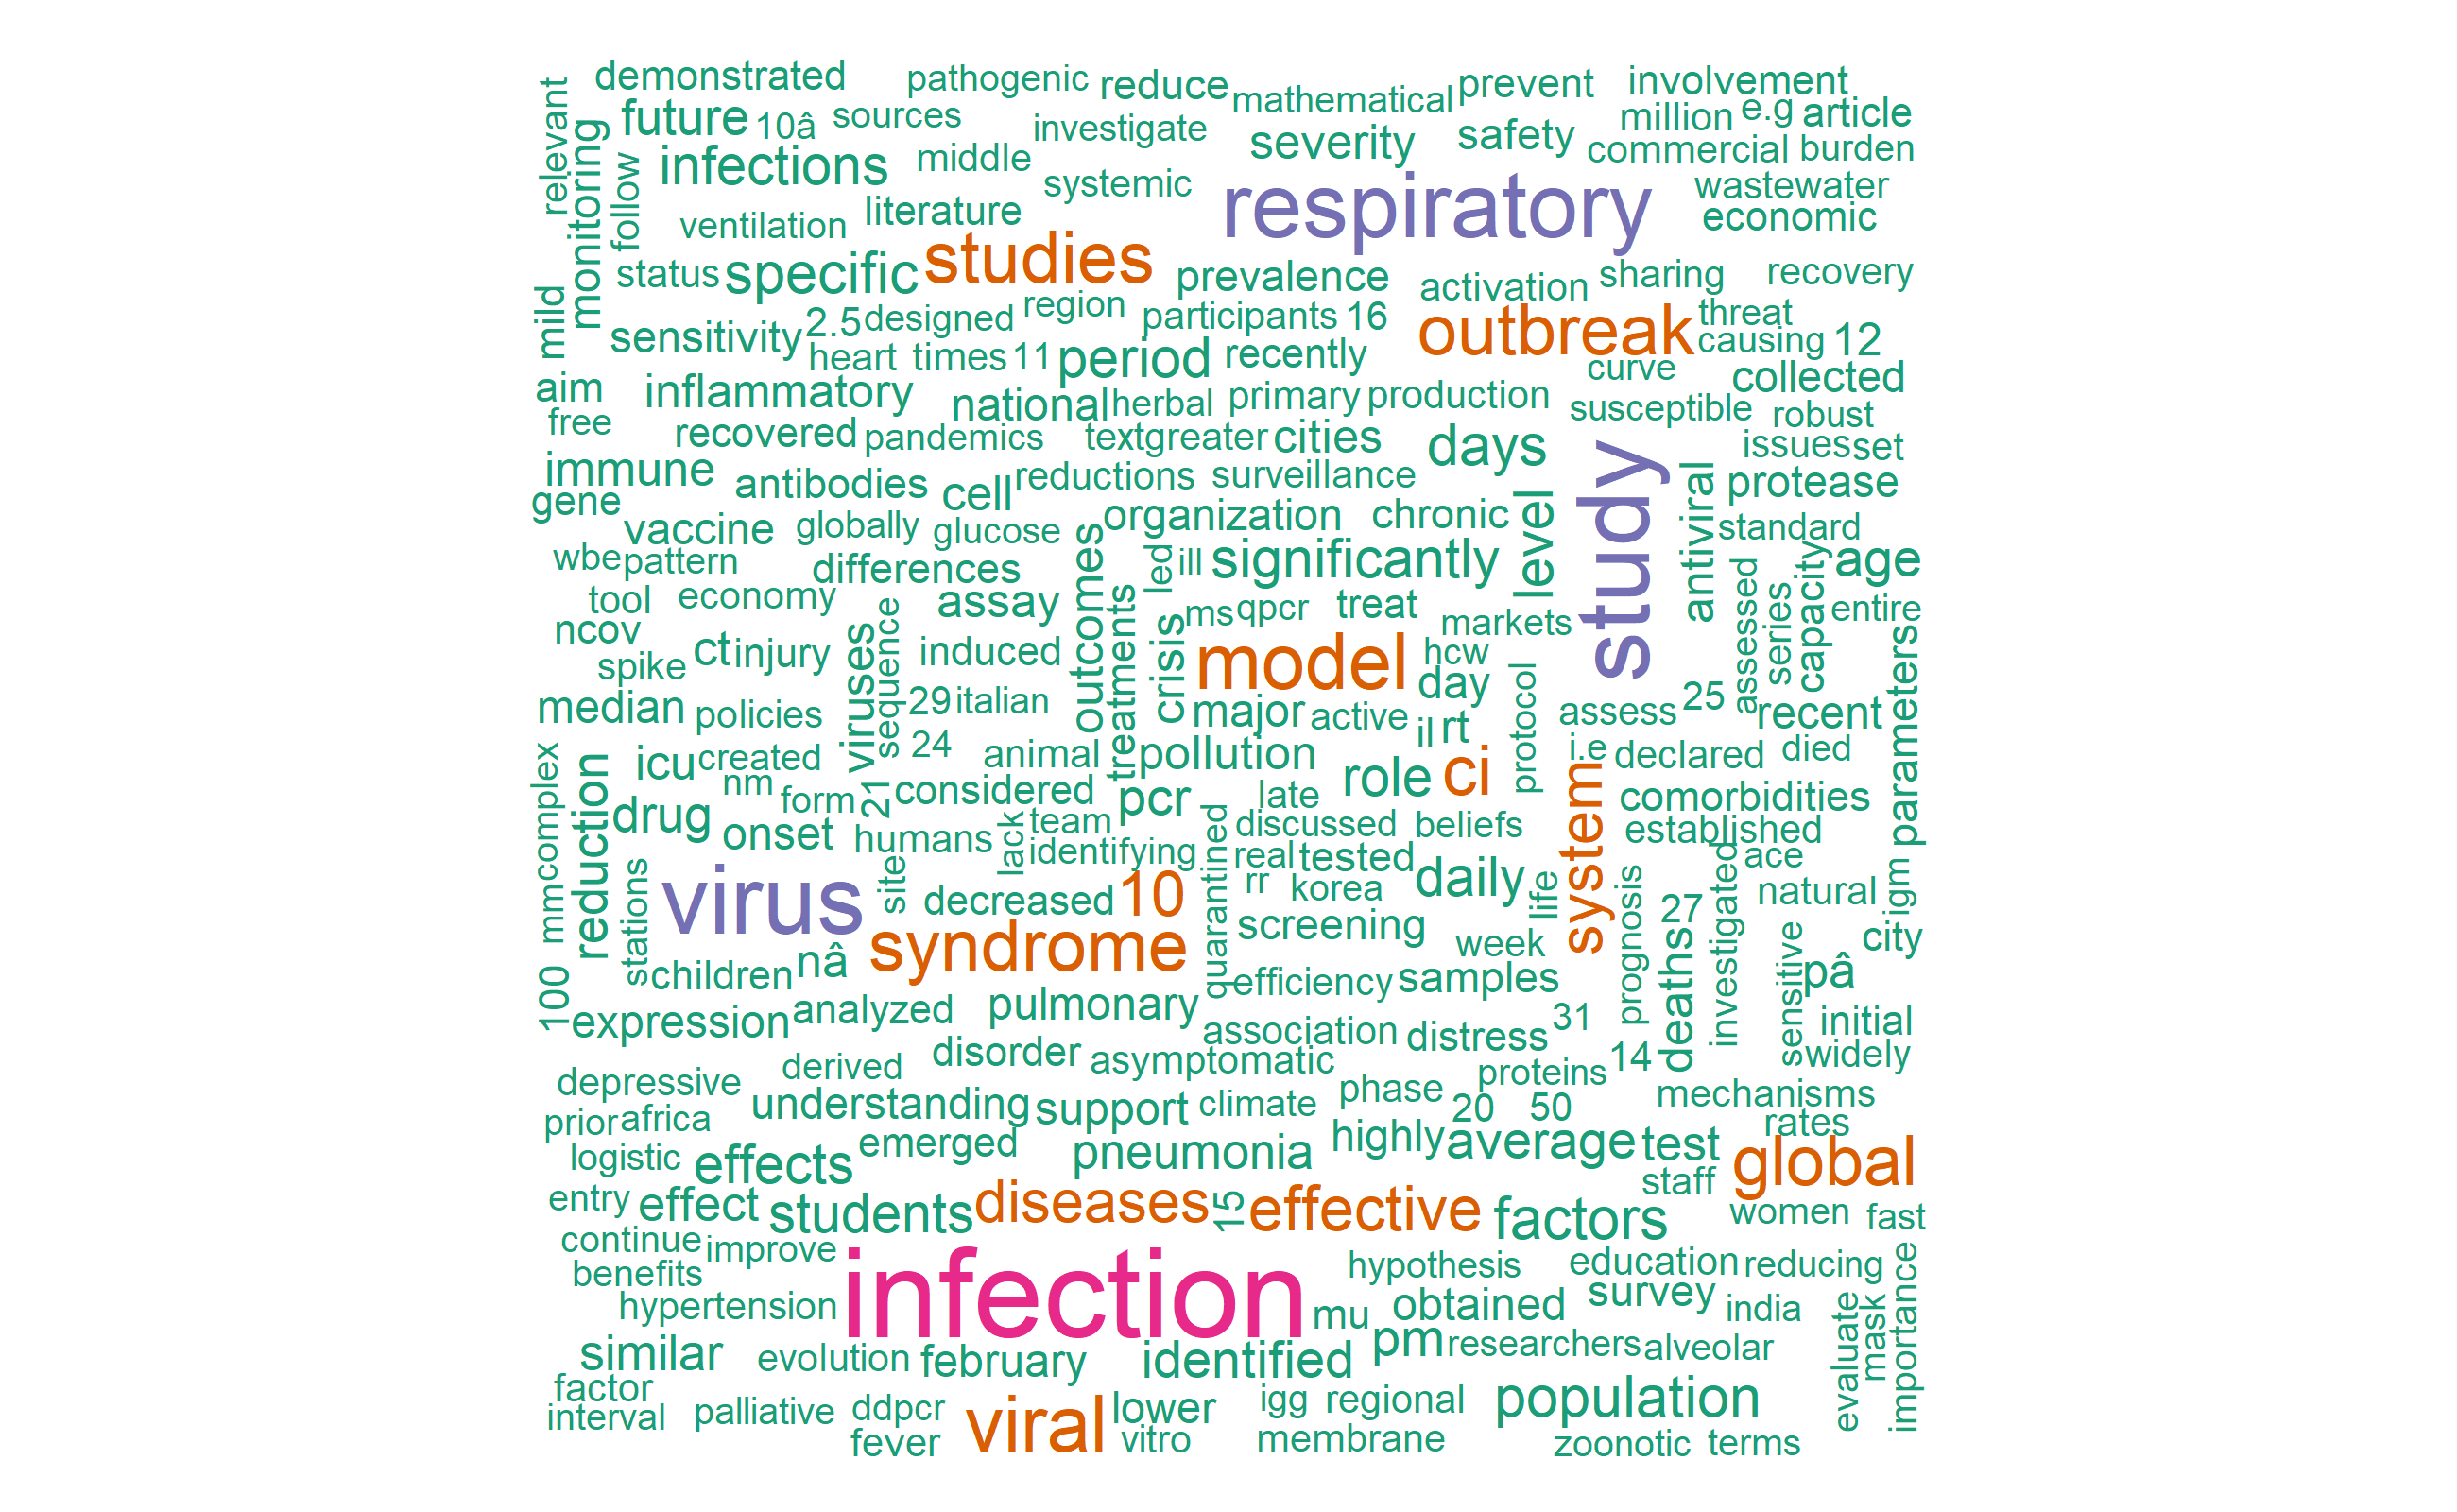 demonstrated
pathogenic
reduce
mathematical
prevent
involvement
relevant
monitoring
future
10â
sources
investigate
severity
safety
million
e.g
article
infections
middle
systemic
commercial
burden
follow
ventilation
literature
respiratory
wastewater
economic
status
specific
studies
prevalence
activation
sharing
recovery
mild
sensitivity
2.5
designed
region
participants
16
outbreak
threat
causing
12
heart
times
11
period
recently
curve
collected
aim
inflammatory
national
herbal
primary
production
susceptible
robust
free
recovered
pandemics
textgreater
cities
days
issues
set
immune
antibodies
cell
reductions
surveillance
study
antiviral
protease
gene
vaccine
globally
glucose
organization
chronic
level
standard
wbe
pattern
differences
outcomes
led
ill
significantly
age
tool
economy
assay
treatments
ms
qpcr
treat
markets
assessed
series
capacity
entire
ncov
spike
ct
injury
viruses
sequence
induced
crisis
model
hcw
day
parameters
median
policies
29
italian
major
active
il
rt
protocol
assess
25
recent
24
animal
pollution
i.e
declared
died
complex
reduction
icu
created
nm
form
21
considered
pcr
late
role
ci
system
comorbidities
drug
onset
humans
lack
team
identifying
quarantined
discussed
beliefs
established
real
tested
daily
investigated
ace
mm
stations
virus
site
decreased
10
rr
korea
life
prognosis
27
natural
igm
syndrome
screening
week
deaths
sensitive
city
100
children
nâ
efficiency
samples
pâ
expression
analyzed
pulmonary
association
distress
31
initial
disorder
asymptomatic
14
widely
depressive
derived
proteins
prior
africa
understanding
support
climate
phase
20
50
mechanisms
rates
logistic
effects
emerged
pneumonia
highly
average
test
global
staff
entry
effect
students
diseases
15
effective
factors
women
fast
continue
improve
benefits
infection
hypothesis
education
reducing
hypertension
mu
obtained
survey
india
evaluate
mask
importance
similar
evolution
february
identified
pm
researchers
alveolar
factor
interval
palliative
ddpcr
viral
lower
igg
regional
population
fever
vitro
membrane
zoonotic
terms